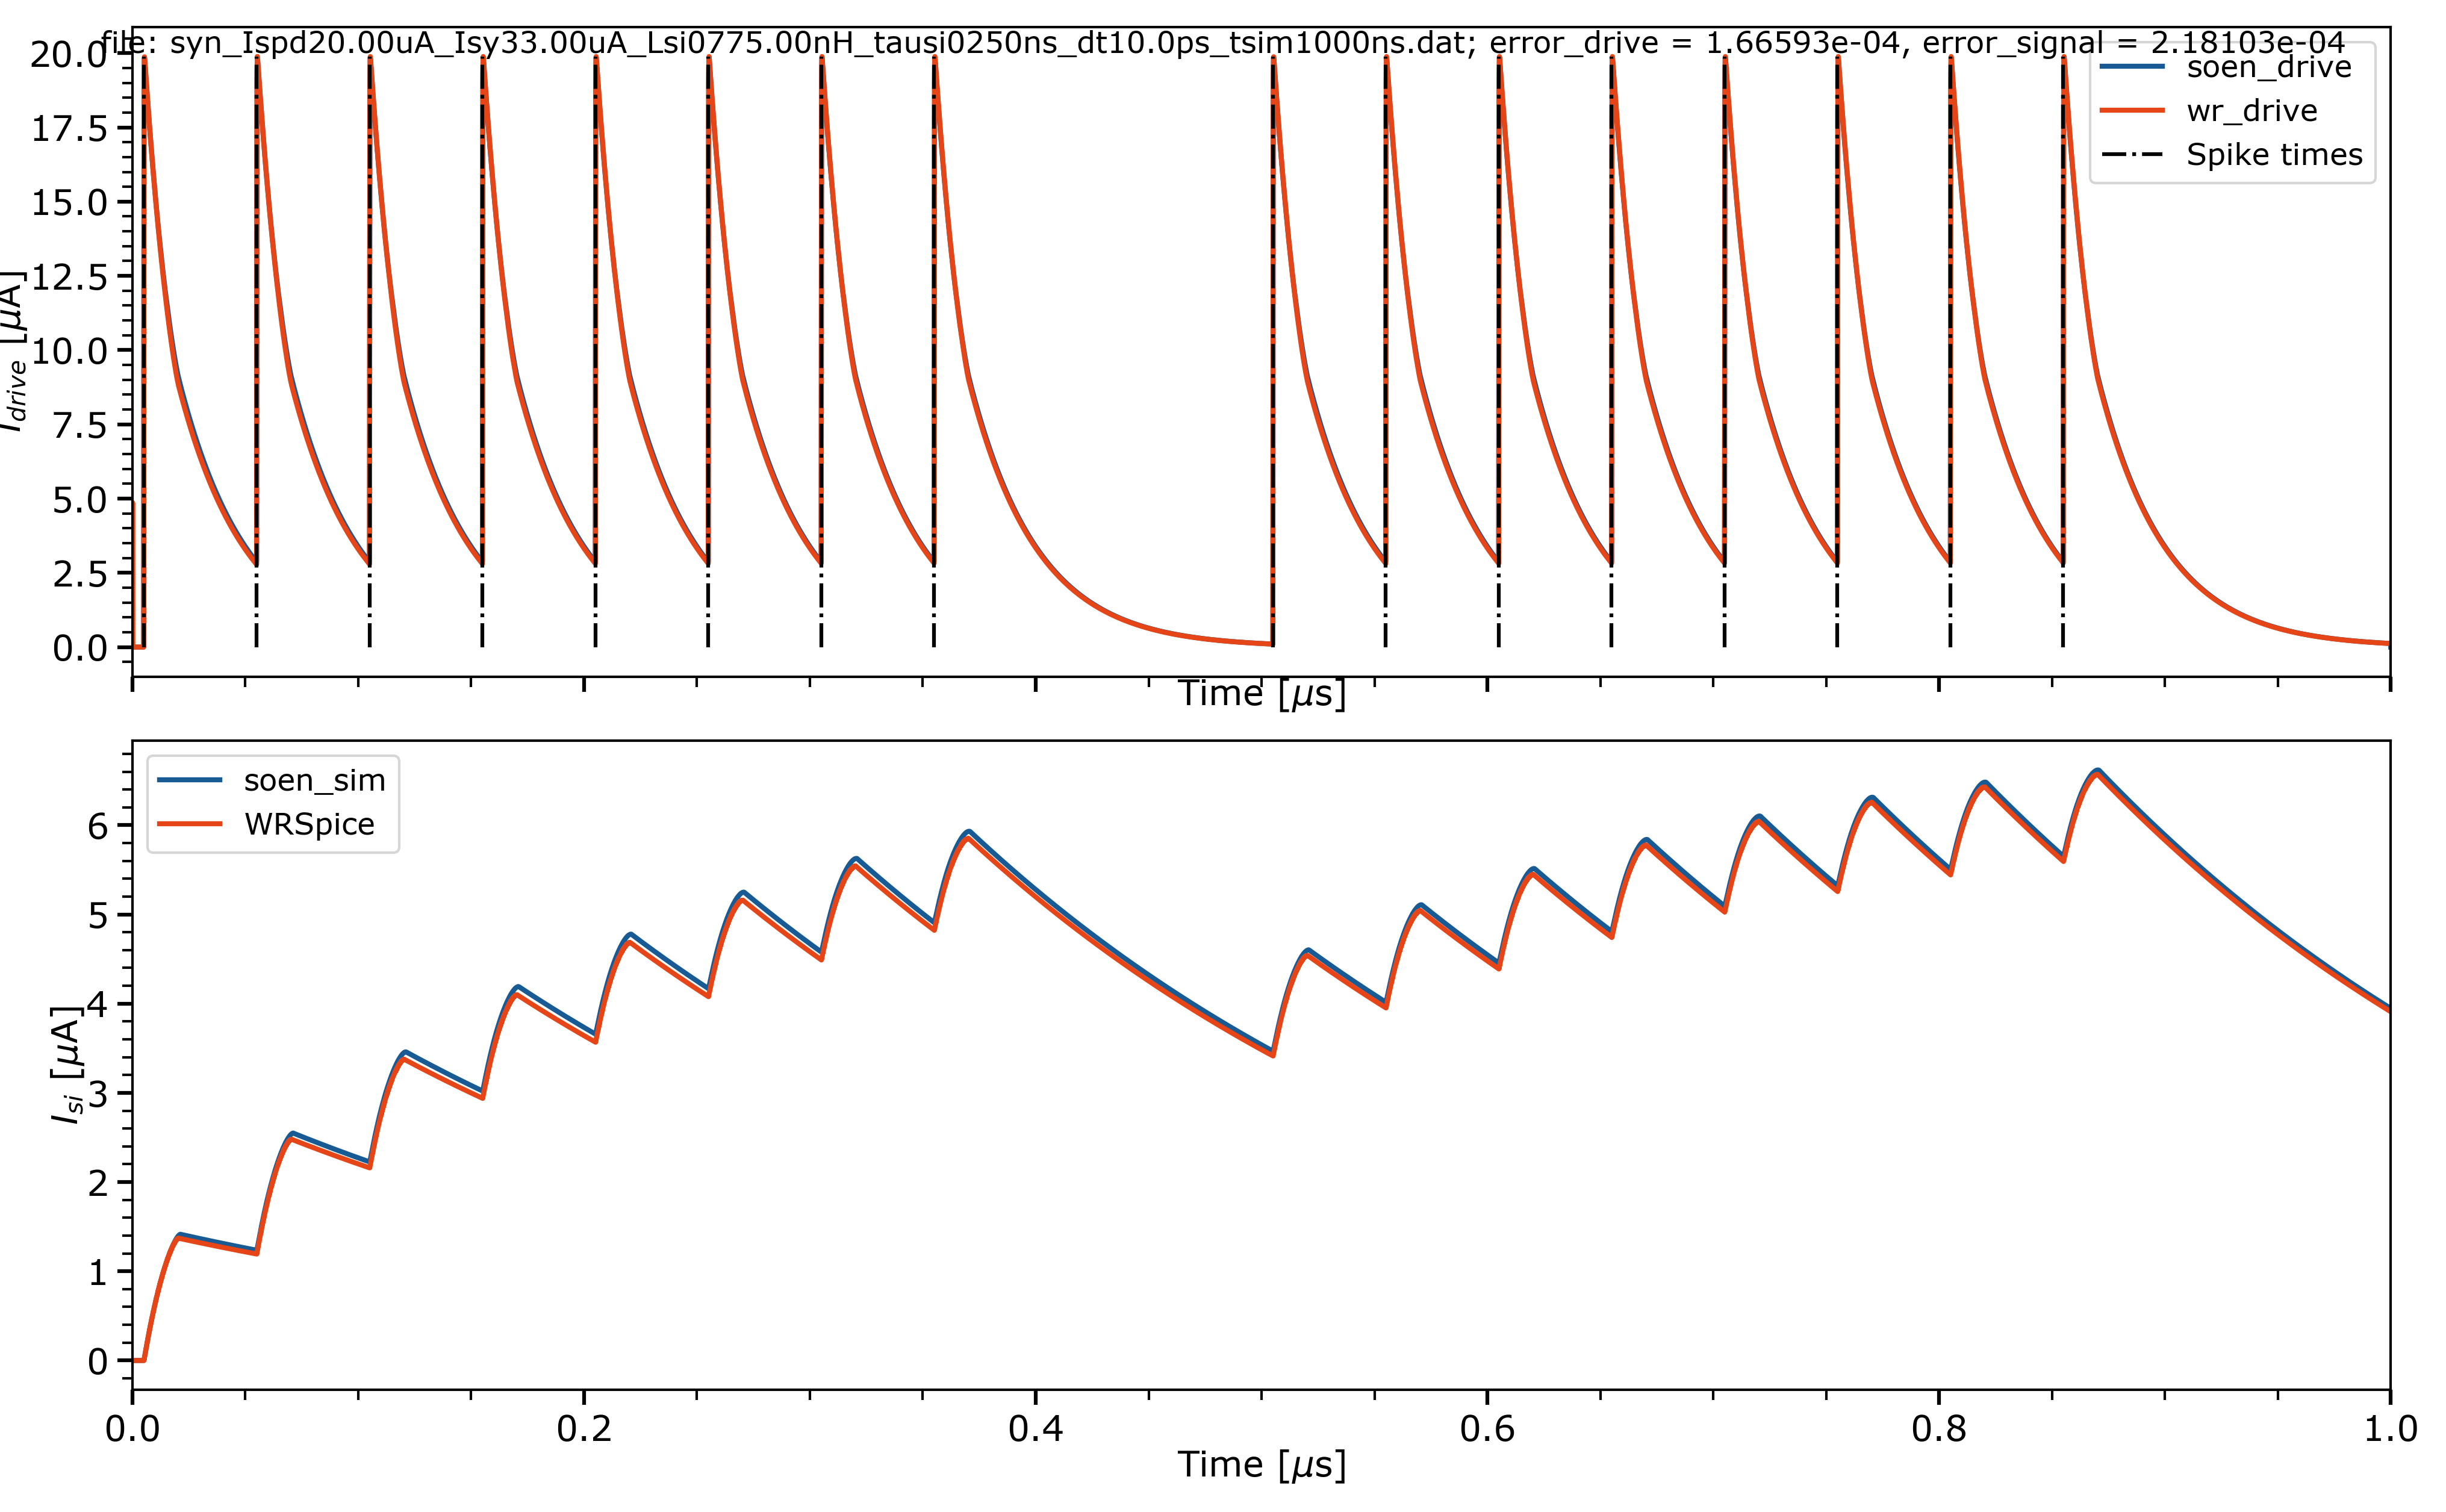 file: syn_Ispd20.00uA_Isy33.00uA_Lsi0775.00nH_tausi0250ns_dt10.0ps_tsim1000ns.dat; error_drive = 1.66593e-04, error_signal = 2.18103e-04
20.0
17.5
15.0
12.5
10.0
7.5
5.0
2.5
0.0
I_drive [μA]
soen_drive
wr_drive
Spike times
Time [μs]
soen_sim
WRSpice
6
5
4
3
2
1
0
I_si [μA]
0.0 0.2 0.4 0.6 0.8 1.0
Time [μs]